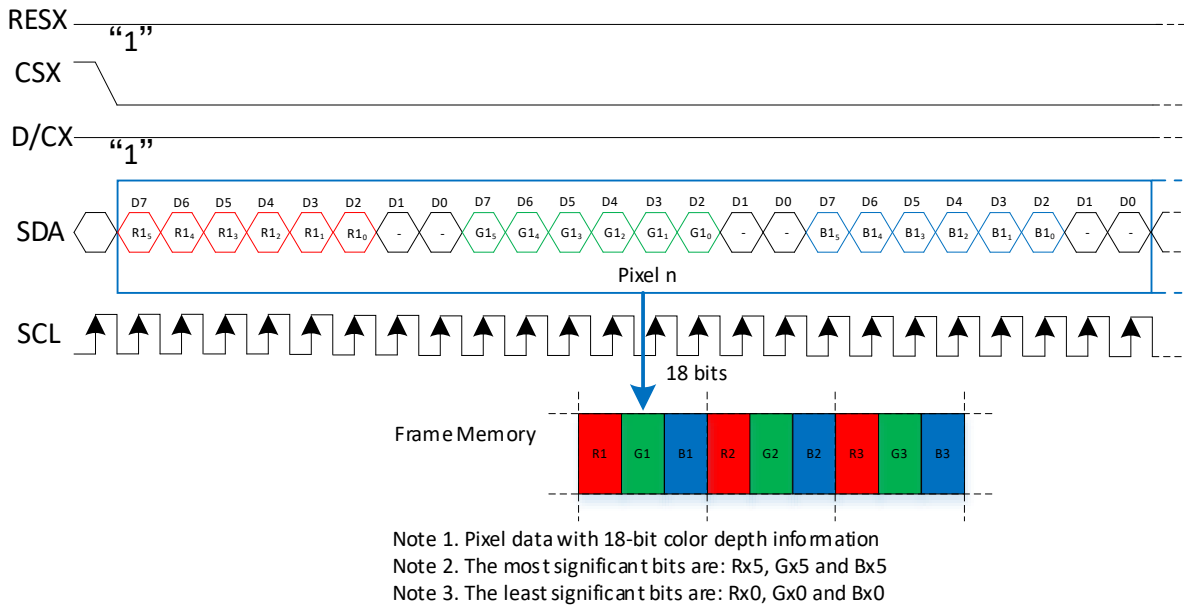 RESX
“1”
CSX
D/CX
“1”
D7 D6 D5 D4 D3 D2 D1 D0 D7 D6 D5 D4 D3 D2 D1 D0 D7 D6 D5 D4 D3 D2 D1 D0
SDA R1₅ R1₄ R1₃ R1₂ R1₁ R1₀ - - G1₅ G1₄ G1₃ G1₂ G1₁ G1₀ - - B1₅ B1₄ B1₃ B1₂ B1₁ B1₀ - -
Pixel n
SCL
18 bits
Frame Memory
R1 G1 B1 R2 G2 B2 R3 G3 B3
Note 1. Pixel data with 18-bit color depth information
Note 2. The most significant bits are: Rx5, Gx5 and Bx5
Note 3. The least significant bits are: Rx0, Gx0 and Bx0